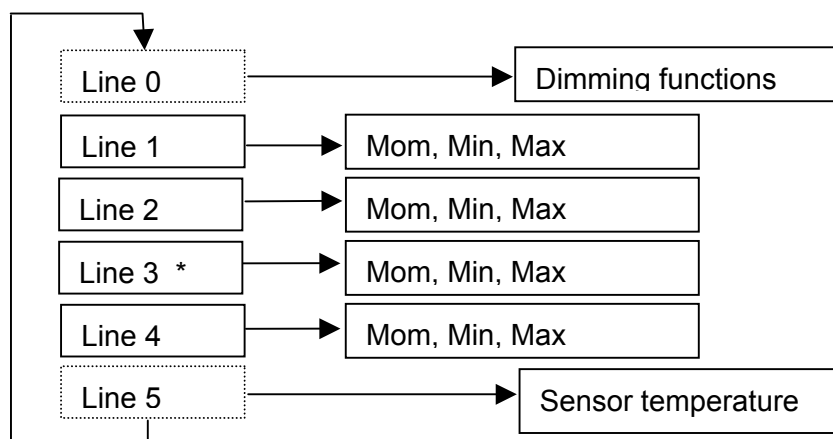 Line 0 Dimming functions
Line 1 Mom, Min, Max
Line 2 Mom, Min, Max
Line 3 * Mom, Min, Max
Line 4 Mom, Min, Max
Line 5 Sensor temperature